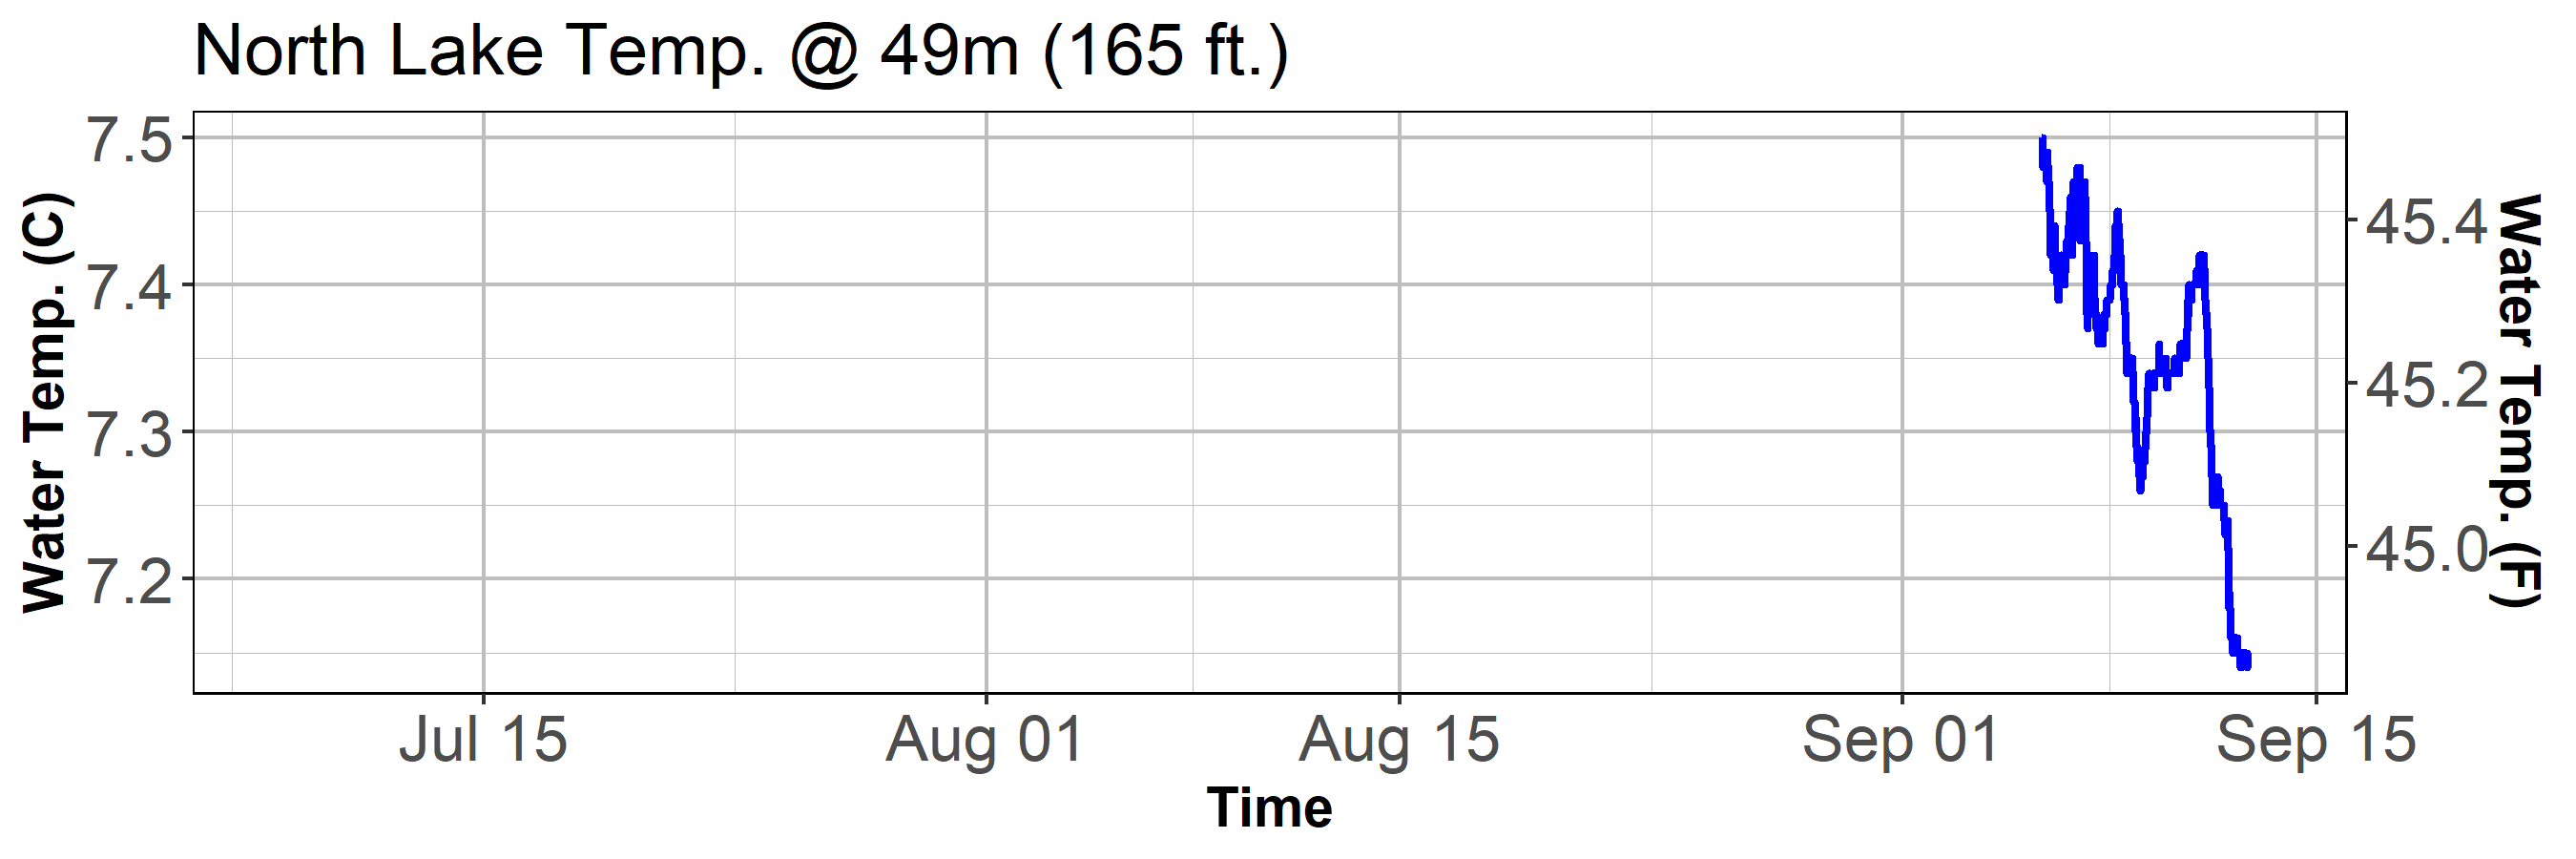 North Lake Temp. @ 49m (165 ft.)
Water Temp. (C)
7.5
7.4
7.3
7.2
45.4
45.2
45.0
Water Temp. (F)
Jul 15 Aug 01 Aug 15 Sep 01 Sep 15
Time